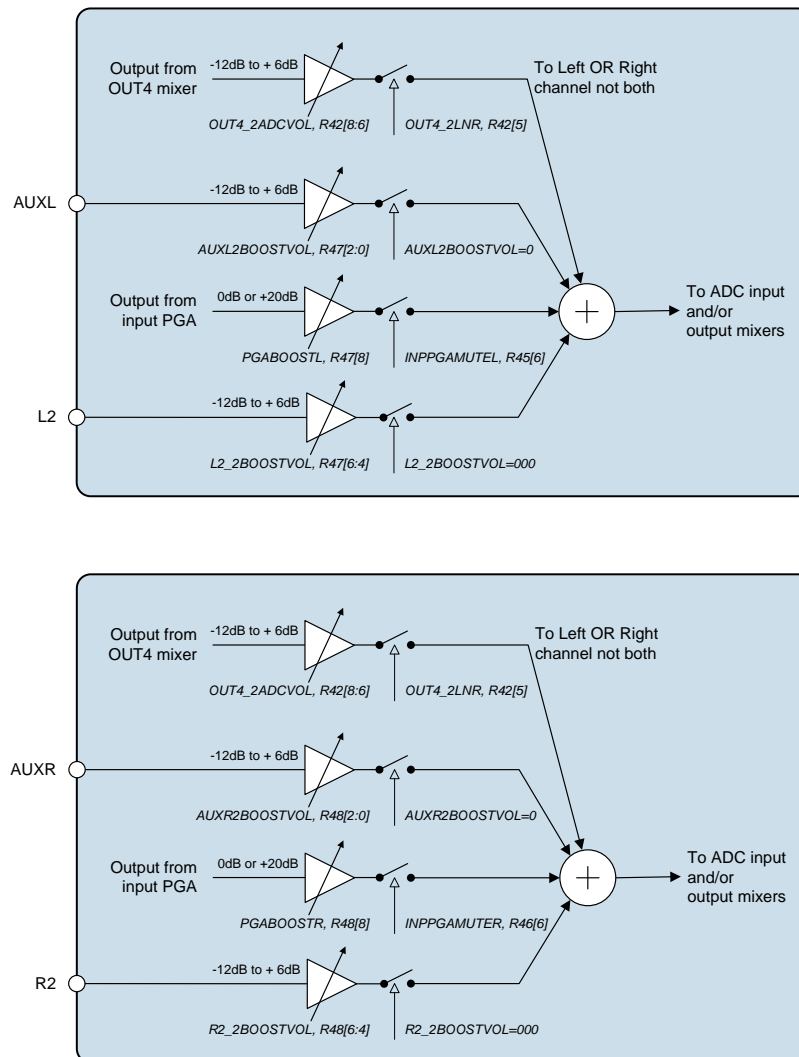 Output from
OUT4 mixer
-12dB to + 6dB
To Left OR Right
channel not both
OUT4_2ADCVOL, R42[8:6]
OUT4_2LNR, R42[5]
AUXL
-12dB to + 6dB
AUXL2BOOSTVOL, R47[2:0]
AUXL2BOOSTVOL=0
Output from
input PGA
0dB or +20dB
To ADC input
and/or
output mixers
PGABOOSTL, R47[8]
INPPGAMUTEL, R45[6]
L2
-12dB to + 6dB
L2_2BOOSTVOL, R47[6:4]
L2_2BOOSTVOL=000
Output from
OUT4 mixer
-12dB to + 6dB
To Left OR Right
channel not both
OUT4_2ADCVOL, R42[8:6]
OUT4_2LNR, R42[5]
AUXR
-12dB to + 6dB
AUXR2BOOSTVOL, R48[2:0]
AUXR2BOOSTVOL=0
Output from
input PGA
0dB or +20dB
To ADC input
and/or
output mixers
PGABOOSTR, R48[8]
INPPGAMUTER, R46[6]
R2
-12dB to + 6dB
R2_2BOOSTVOL, R48[6:4]
R2_2BOOSTVOL=000